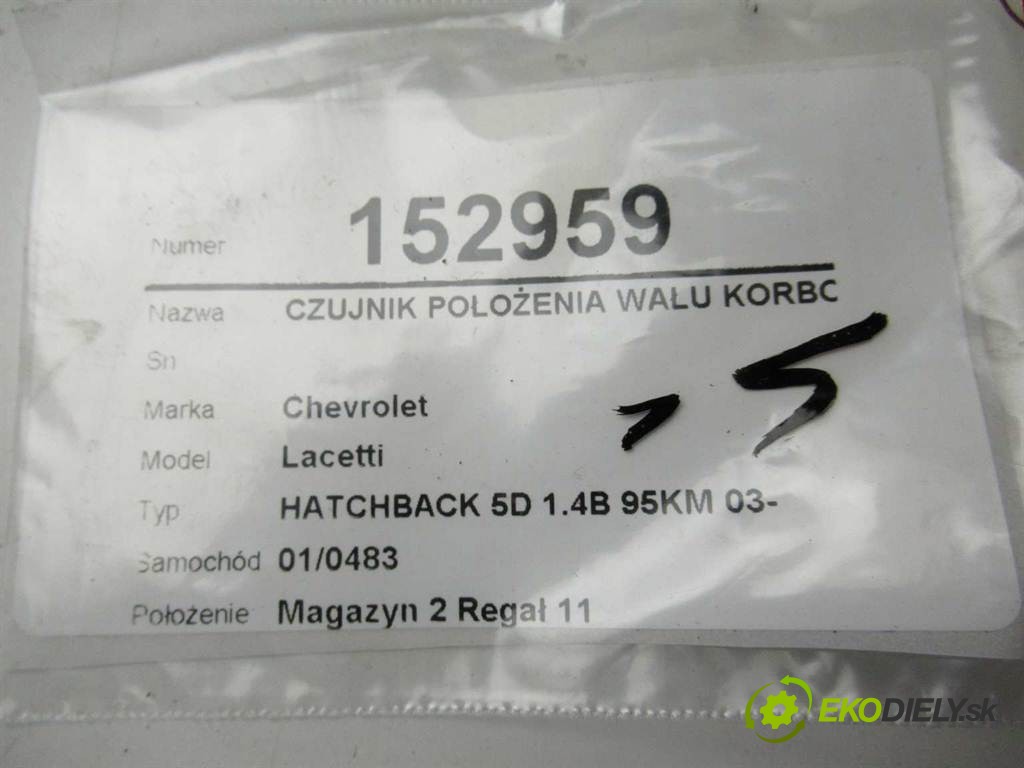 Numer 152959
Nazwa CZUJNIK POŁOŻENIA WAŁU KORBO
Sn
Marka Chevrolet
Model Lacetti
Typ HATCHBACK 5D 1.4B 95KM 03-
Samochód 01/0483
Położenie Magazyn 2 Regał 11
EKODIELY.sk